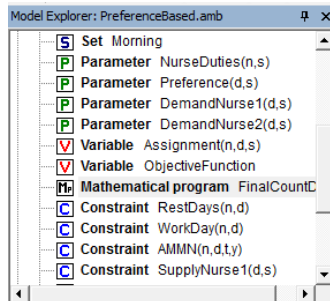 Model Explorer: PreferenceBased.amb
S Set Morning
P Parameter NurseDuties(n,s)
P Parameter Preference(d,s)
P Parameter DemandNurse1(d,s)
P Parameter DemandNurse2(d,s)
V Variable Assignment(n,d,s)
V Variable ObjectiveFunction
Mp Mathematical program FinalCountD
C Constraint RestDays(n,d)
C Constraint WorkDay(n,d)
C Constraint AMMN(n,d,t,y)
C Constraint SupplyNurse1(d,s)